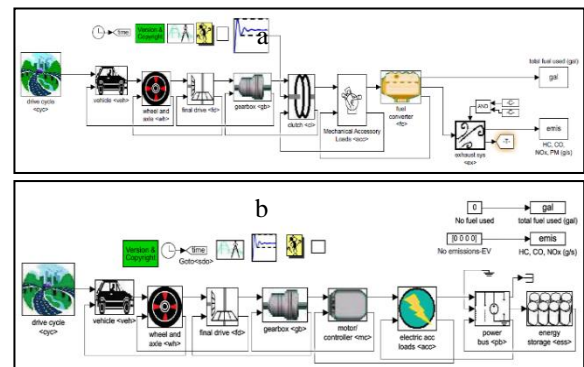 a
time
Version &
Copyright
total fuel used (gal)
gal
drive cycle
<cyc>
vehicle <veh>
wheel and
axle <wh>
final drive <fd>
gearbox <gb>
clutch <cl>
Mechanical Accessory
Loads <acc>
fuel
converter
<fc>
AND
exhaust sys
<ex>
-T-
emis
HC, CO,
NOx, PM (g/s)
b
Version &
Copyright
time
Goto<sdo>
0
No fuel used
gal
total fuel used (gal)
[0 0 0 0]
No emissions-EV
emis
HC, CO, NOx (g/s)
drive cycle
<cyc>
vehicle <veh>
wheel and
axle <wh>
final drive <fd>
gearbox <gb>
motor/
controller <mc>
electric acc
loads <acc>
power
bus <pb>
energy
storage <ess>